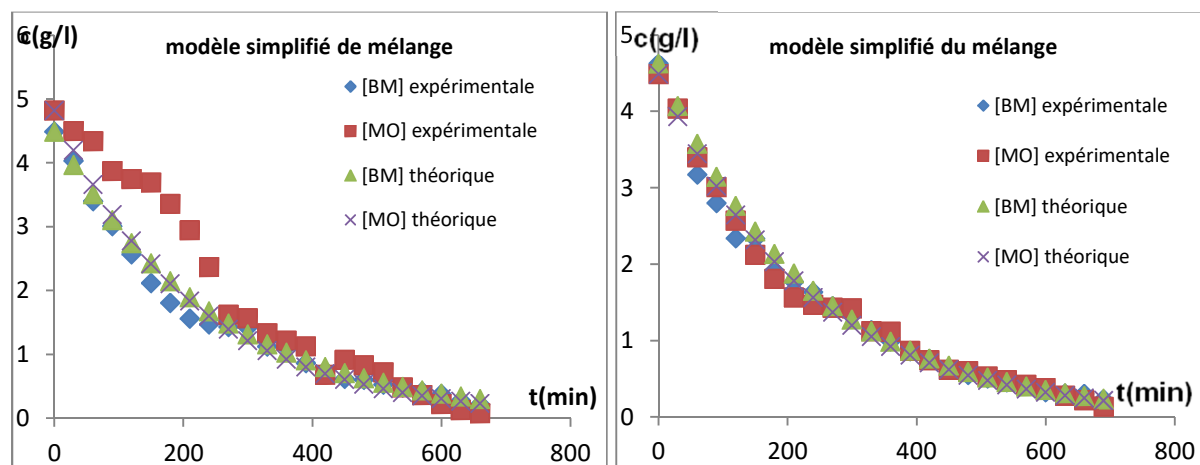 c(g/l)
modèle simplifié de mélange
[BM] expérimentale
[MO] expérimentale
[BM] théorique
[MO] théorique
6
5
4
3
2
1
0
t(min)
0 200 400 600 800
c(g/l)
modèle simplifié du mélange
[BM] expérimentale
[MO] expérimentale
[BM] théorique
[MO] théorique
5
4
3
2
1
0
t(min)
0 200 400 600 800